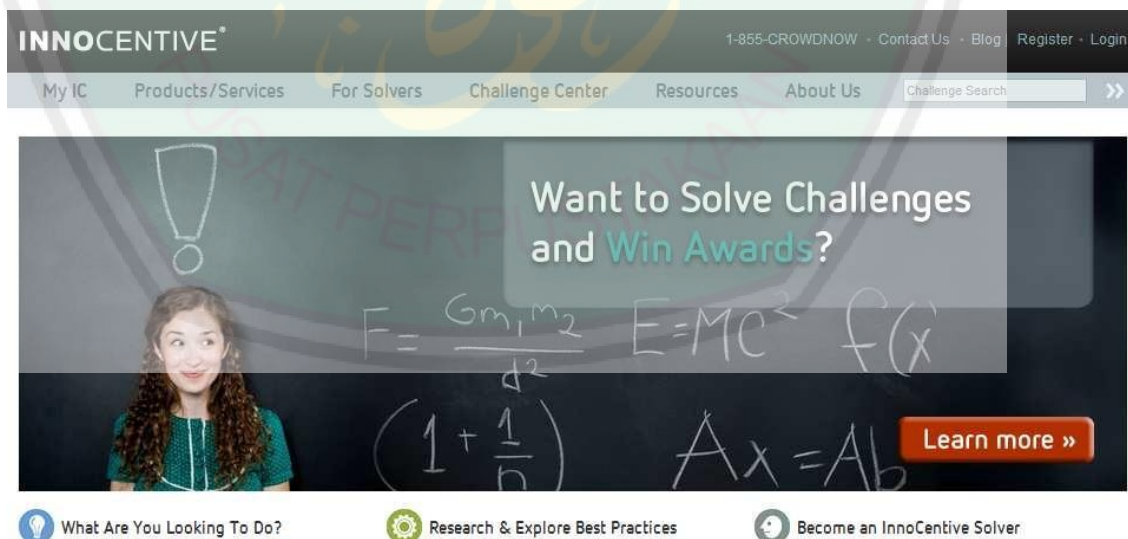 INNOCENTIVE®
1-855-CROWDNOW • Contact Us • Blog Register • Login
My IC Products/Services For Solvers Challenge Center Resources About Us Challenge Search »
PUSAT PERPUSTAKAAN
Want to Solve Challenges
and Win Awards?
F = Gm₁m₂ / d² E=MC² f(x
(1 + 1/n) Ax = Ab
Learn more »
What Are You Looking To Do? Research & Explore Best Practices Become an InnoCentive Solver